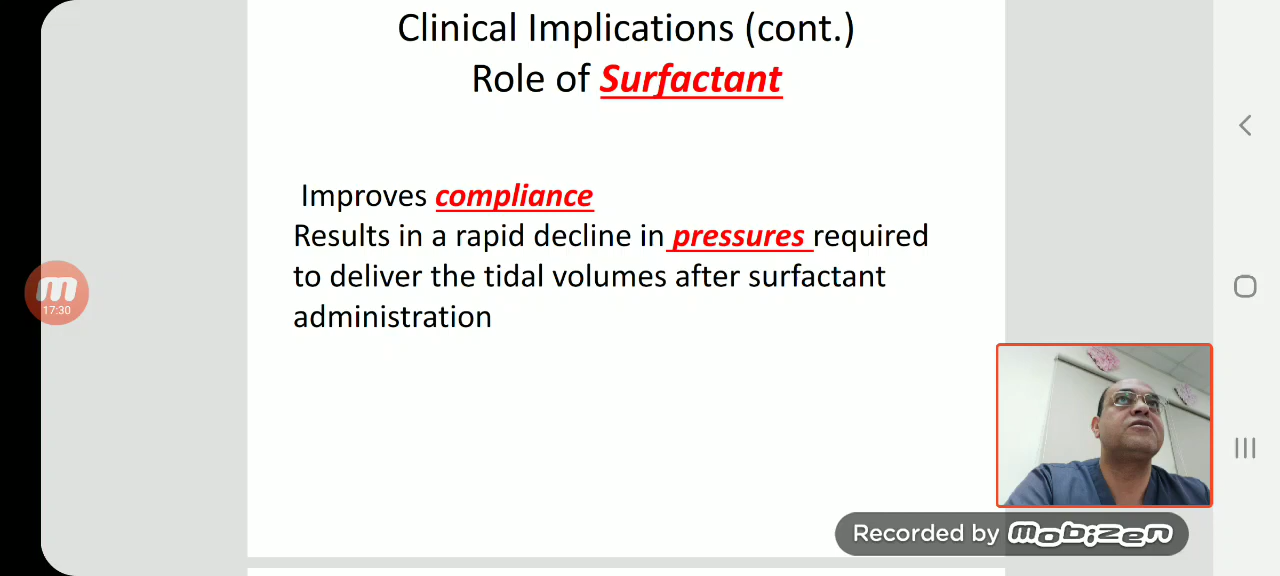 Clinical Implications (cont.)
Role of Surfactant
Improves compliance
Results in a rapid decline in pressures required
to deliver the tidal volumes after surfactant
administration
17:30
Recorded by mobizen